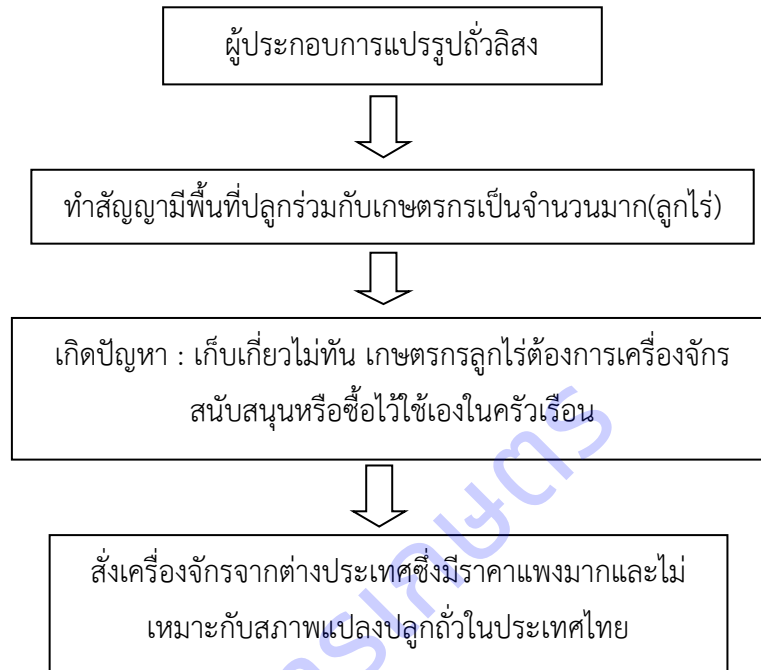 ผู้ประกอบการแปรรูปถั่วลิสง
ทำสัญญามีพื้นที่ปลูกร่วมกับเกษตรกรเป็นจำนวนมาก(ลูกไร่)
เกิดปัญหา : เก็บเกี่ยวไม่ทัน เกษตรกรลูกไร่ต้องการเครื่องจักร
สนับสนุนหรือซื้อไว้ใช้เองในครัวเรือน
สั่งเครื่องจักรจากต่างประเทศซึ่งมีราคาแพงมากและไม่
เหมาะกับสภาพแปลงปลูกถั่วในประเทศไทย